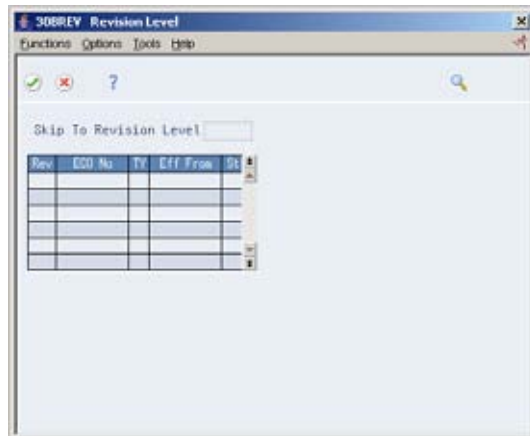 30BREV Revision Level
Functions Options Tools Help
?
Skip To Revision Level
Rev ECO No TY Eff From St